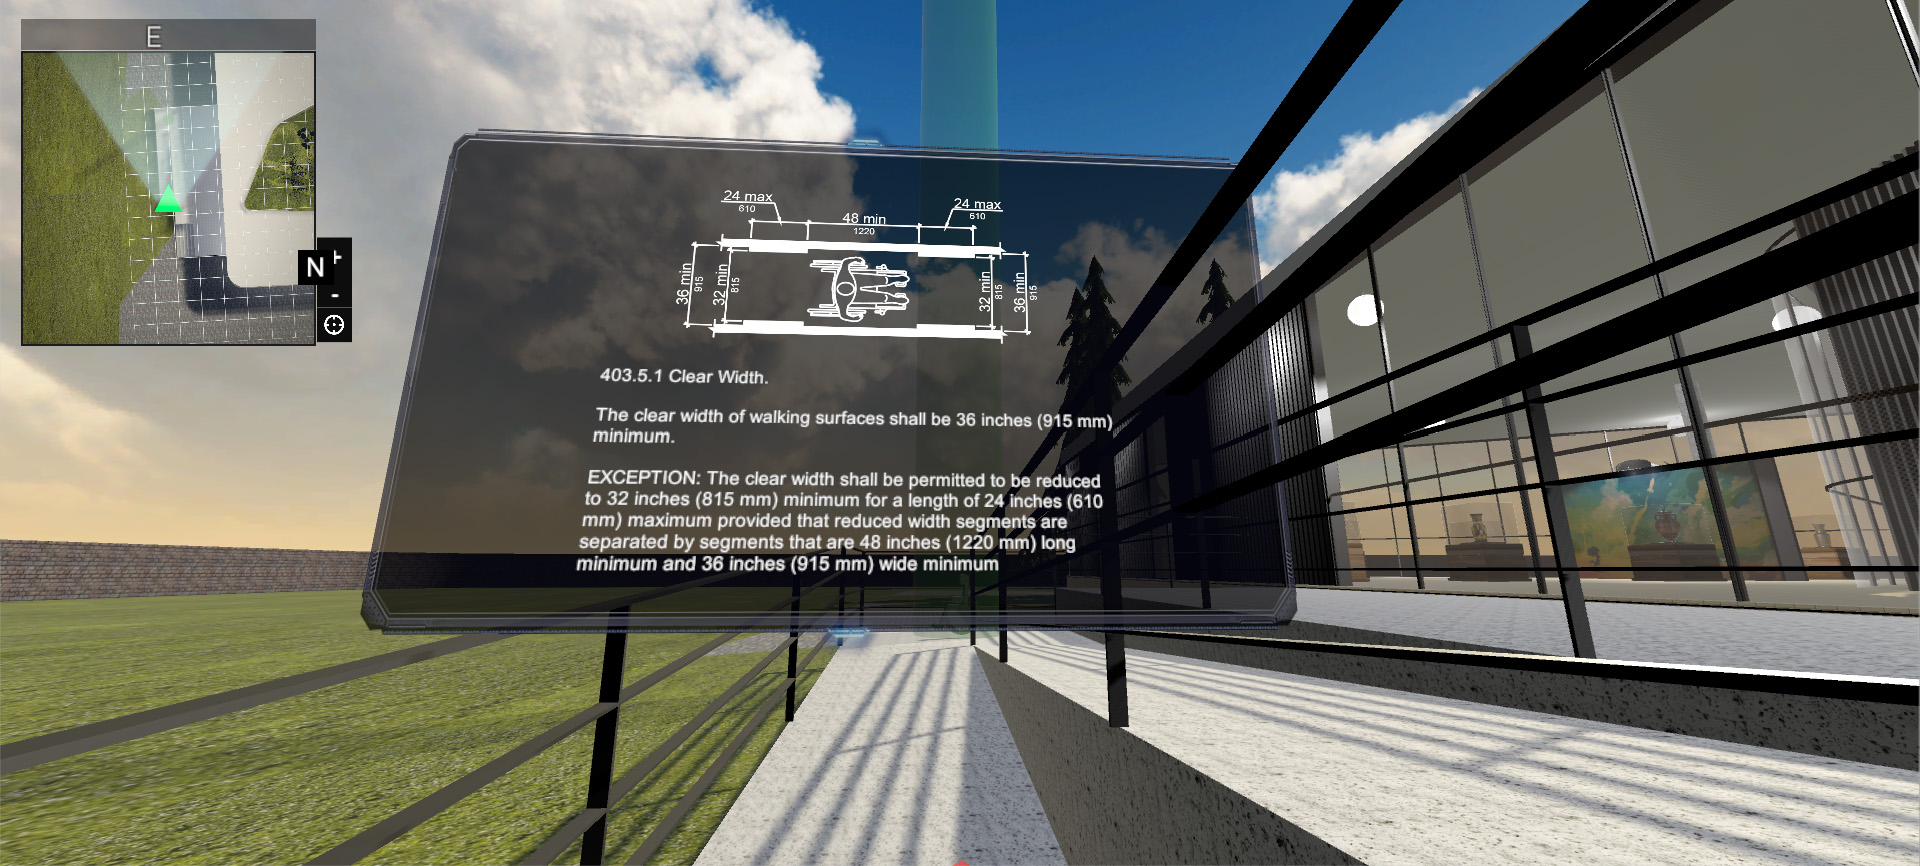 E
N
+
-
24 max
610
24 max
610
48 min
1220
36 min
915
32 min
815
32 min
815
36 min
915
403.5.1 Clear Width.
The clear width of walking surfaces shall be 36 inches (915 mm)
minimum.
EXCEPTION: The clear width shall be permitted to be reduced
to 32 inches (815 mm) minimum for a length of 24 inches (610
mm) maximum provided that reduced width segments are
separated by segments that are 48 inches (1220 mm) long
minimum and 36 inches (915 mm) wide minimum